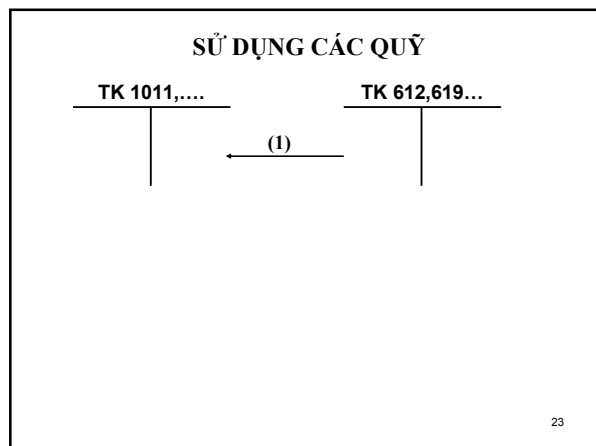 SỬ DỤNG CÁC QUỸ
TK 1011,…. TK 612,619…
(1)
23